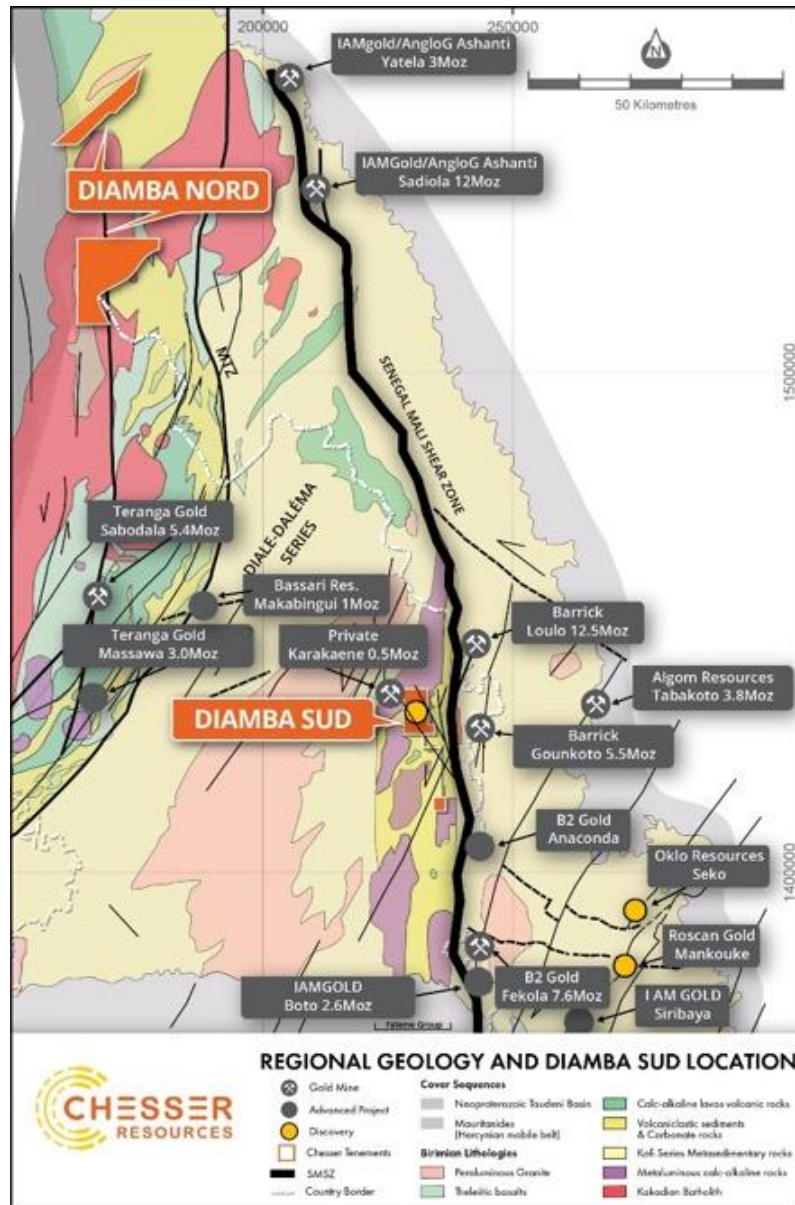 200000
250000
IAMgold/AngloG Ashanti
Yatela 3Moz
N
50 Kilometres
IAMGold/AngloG Ashanti
Sadiola 12Moz
DIAMBA NORD
MTZ
1500000
SENEGAL MALI SHEAR ZONE
DIALE-DALÉMA
SERIES
Teranga Gold
Sabodala 5.4Moz
Bassari Res.
Makabingui 1Moz
Teranga Gold
Massawa 3.0Moz
Private
Karakaene 0.5Moz
Barrick
Loulo 12.5Moz
Algom Resources
Tabakoto 3.8Moz
DIAMBA SUD
Barrick
Gounkoto 5.5Moz
B2 Gold
Anaconda
Oklo Resources
Seko
1400000
Roscan Gold
Mankouke
IAMGOLD
Boto 2.6Moz
B2 Gold
Fekola 7.6Moz
I AM GOLD
Siribaya
Faleme Group
CHESSER
RESOURCES
REGIONAL GEOLOGY AND DIAMBA SUD LOCATION
Gold Mine
Advanced Project
Discovery
Chesser Tenements
SMSZ
Country Border
Cover Sequences
Neoproterozoic Taudeni Basin
Mauritanides
(Hercynian mobile belt)
Birimian Lithologies
Peraluminous Granite
Theleiitic basalts
Calc-alkaline lavas volcanic rocks
Volcaniclastic sediments
& Carbonate rocks
Kofi Series Metasedimentary rocks
Metaluminous calc-alkaline rocks
Kakadian Batholith